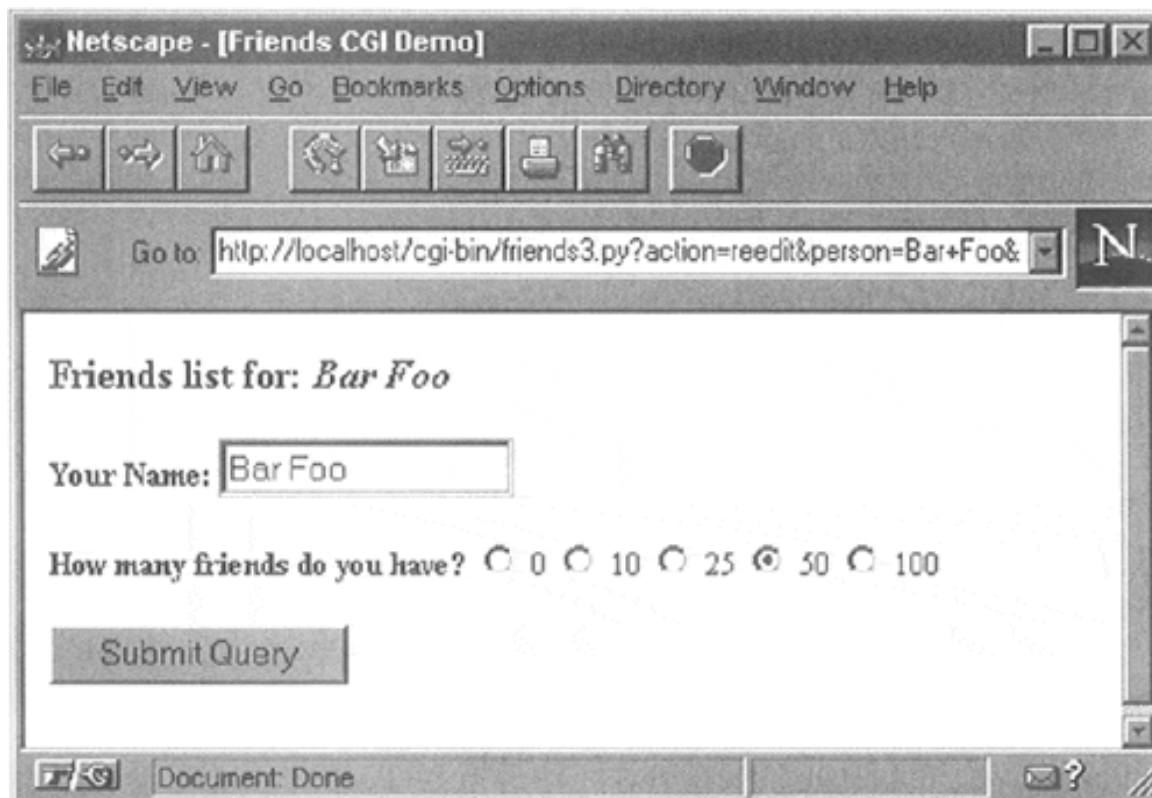 Netscape - [Friends CGI Demo]
File Edit View Go Bookmarks Options Directory Window Help
Go to: http://localhost/cgi-bin/friends3.py?action=reedit&person=Bar+Foo&
N
Friends list for: Bar Foo
Your Name: Bar Foo
How many friends do you have? 0 10 25 50 100
Submit Query
Document: Done
?